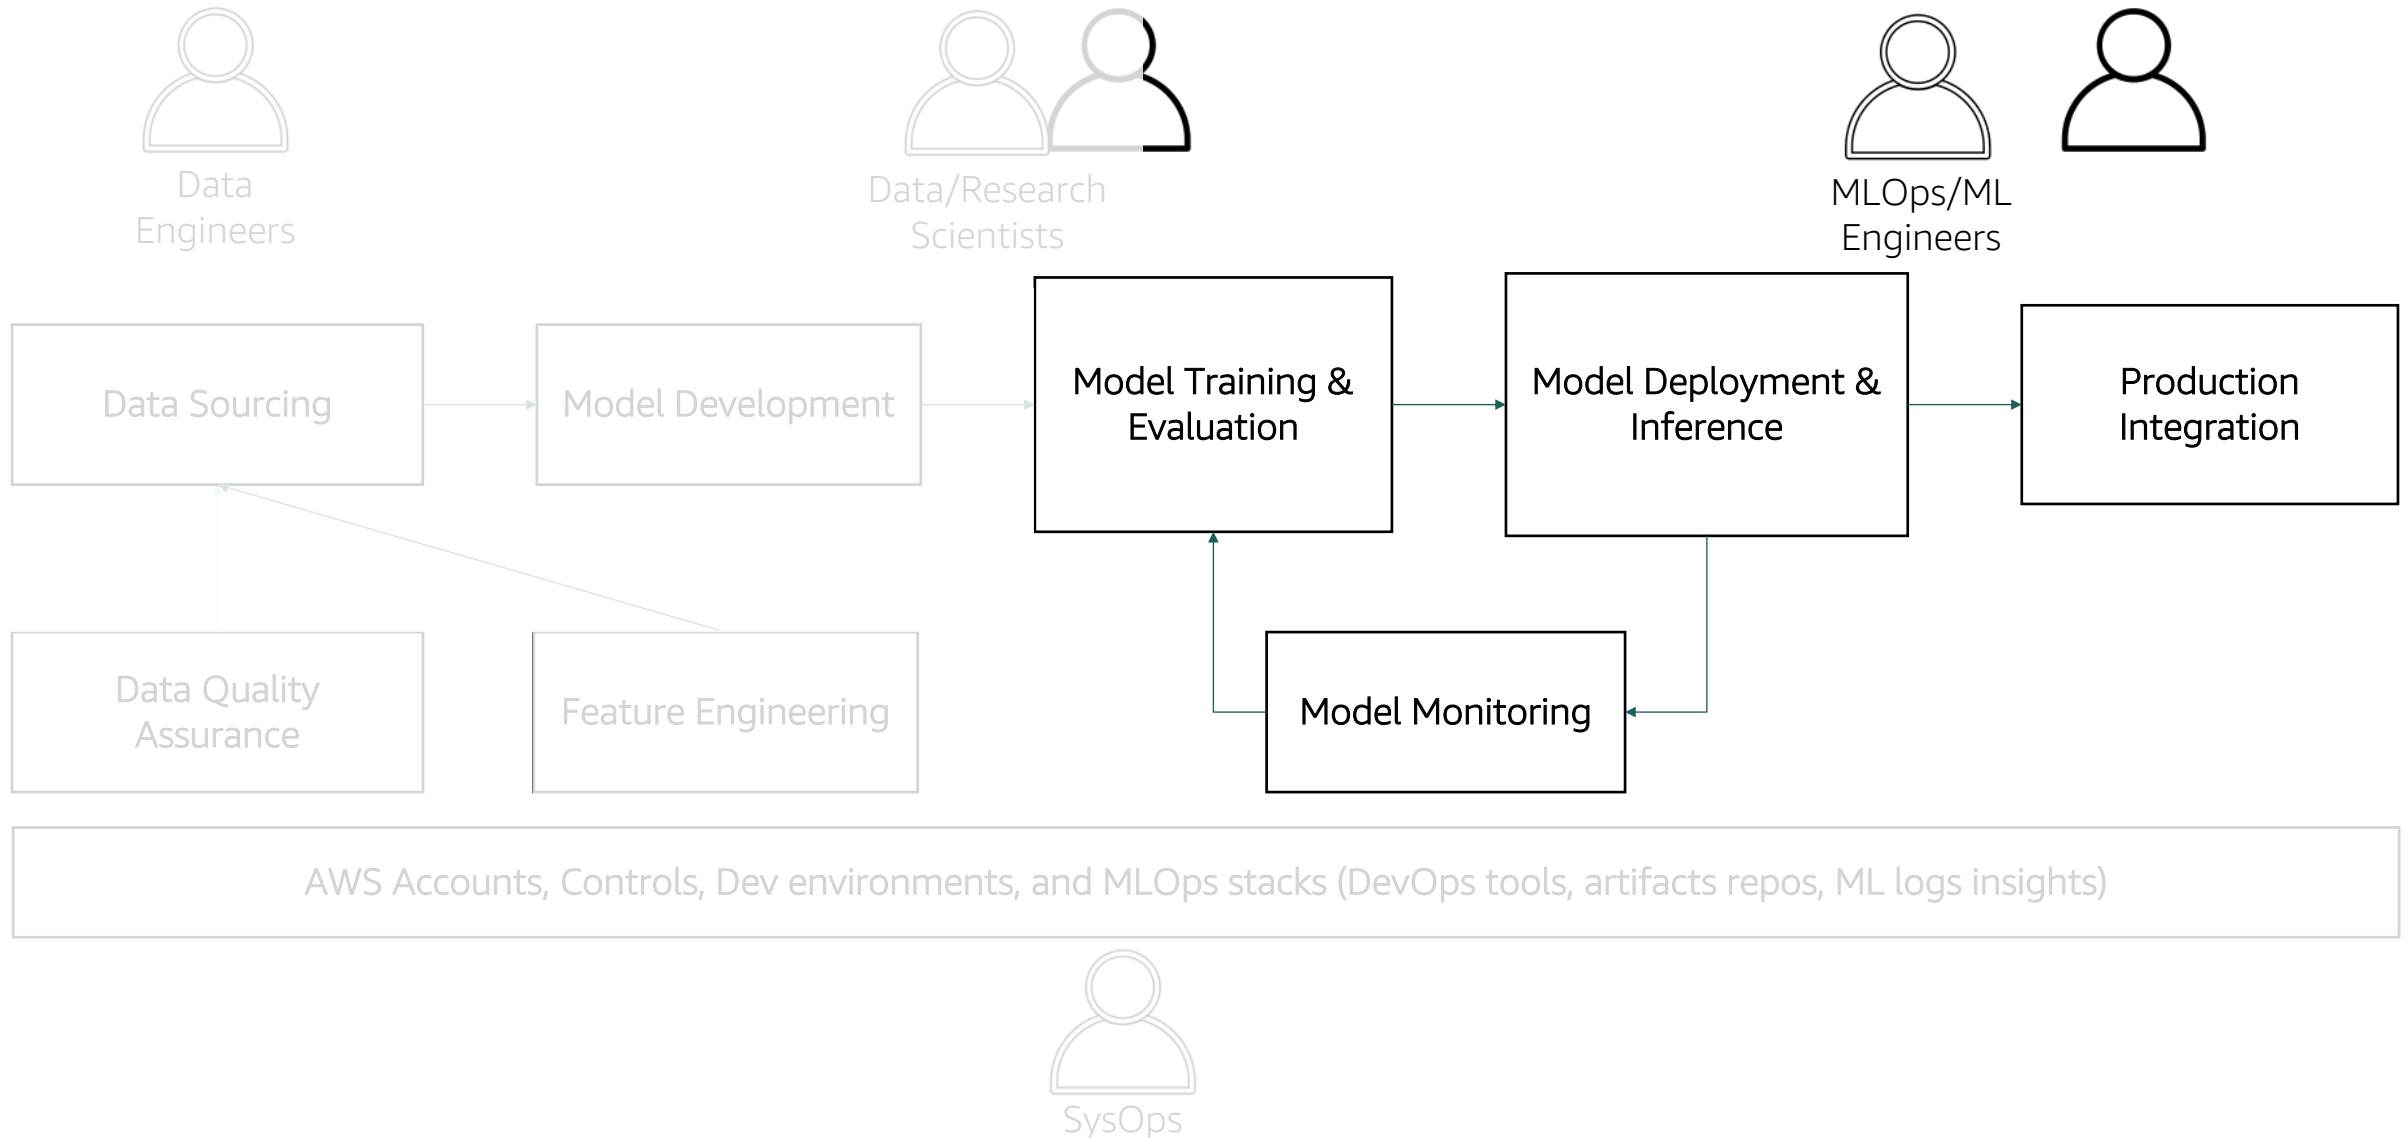 Data
Engineers
Data/Research
Scientists
MLOps/ML
Engineers
Data Sourcing
Model Development
Model Training &
Evaluation
Model Deployment &
Inference
Production
Integration
Data Quality
Assurance
Feature Engineering
Model Monitoring
AWS Accounts, Controls, Dev environments, and MLOps stacks (DevOps tools, artifacts repos, ML logs insights)
SysOps